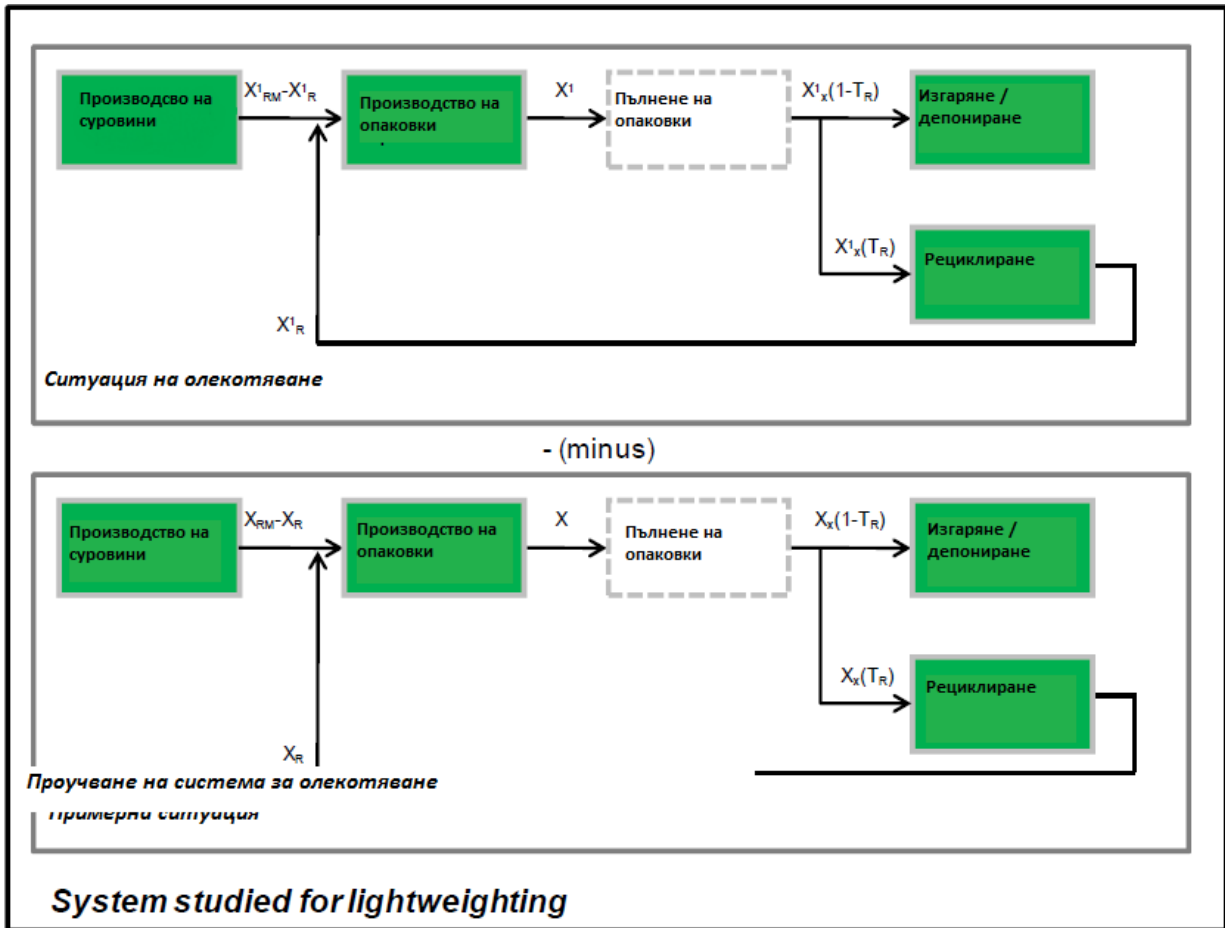 Производсво на
суровини
X¹RM-X¹R
Производство на
опаковки
X¹
Пълнене на
опаковки
X¹x(1-TR)
Изгаряне /
депониране
X¹x(TR)
Рециклиране
X¹R
Ситуация на олекотяване
- (minus)
Производство на
суровини
XRM-XR
Производство на
опаковки
X
Пълнене на
опаковки
Xx(1-TR)
Изгаряне /
депониране
Xx(TR)
Рециклиране
XR
Проучване на система за олекотяване
Примерна ситуация
System studied for lightweighting